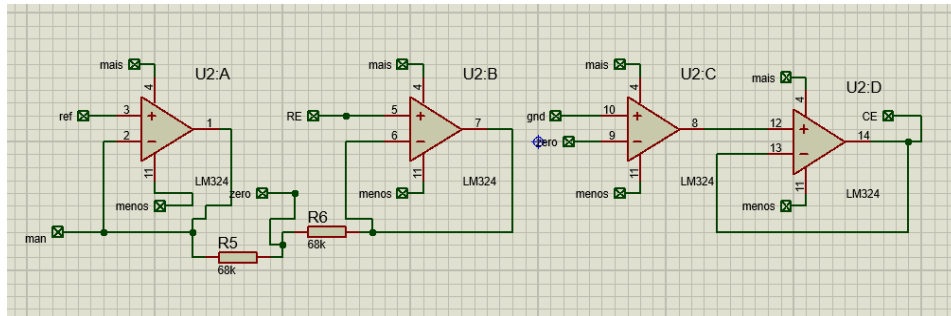 mais
U2:A
4
ref
3
2
1
11
LM324
menos
man
R5
68k
zero
R6
68k
mais
U2:B
4
RE
5
6
7
11
LM324
menos
mais
U2:C
4
gnd
10
zero
9
8
11
LM324
menos
mais
U2:D
4
CE
12
13
14
11
LM324
menos